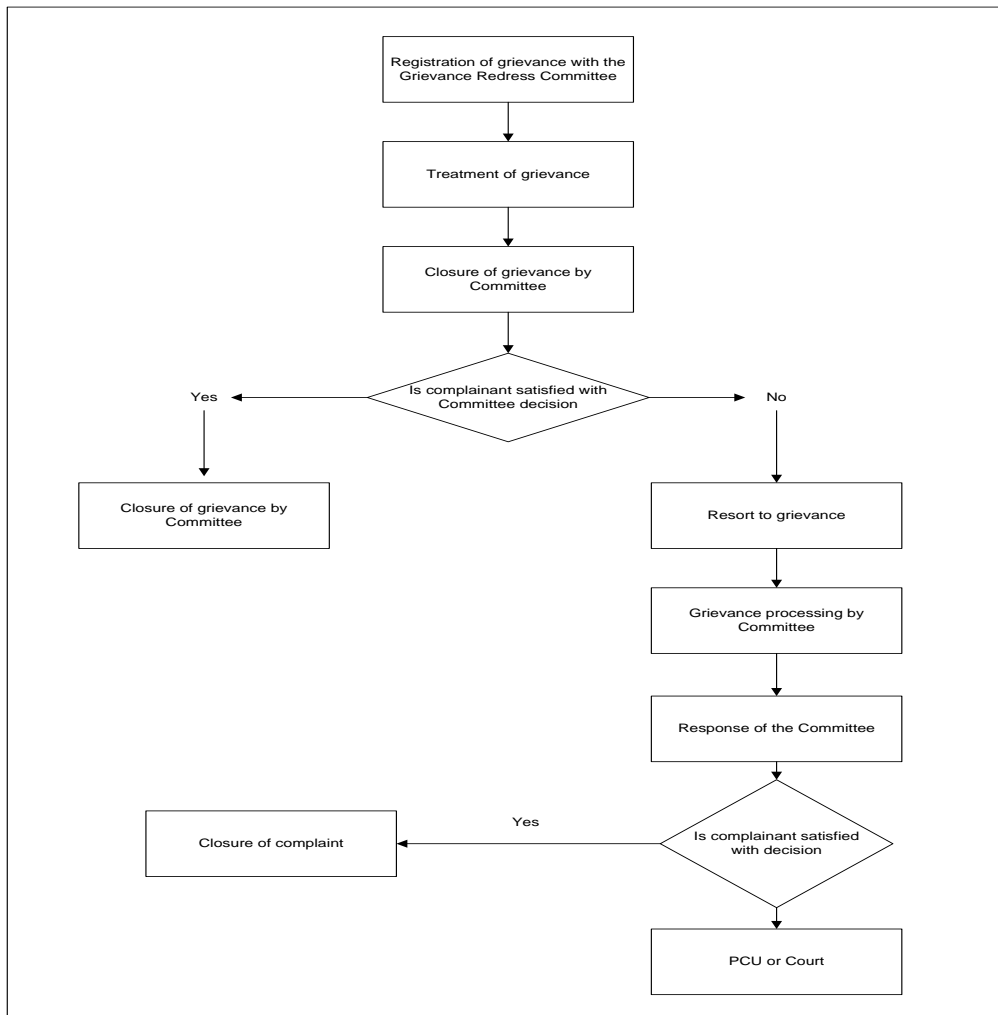 Registration of grievance with the
Grievance Redress Committee
Treatment of grievance
Closure of grievance by
Committee
Is complainant satisfied with
Committee decision
Yes
No
Closure of grievance by
Committee
Resort to grievance
Grievance processing by
Committee
Response of the Committee
Yes
Closure of complaint
Is complainant satisfied
with decision
PCU or Court